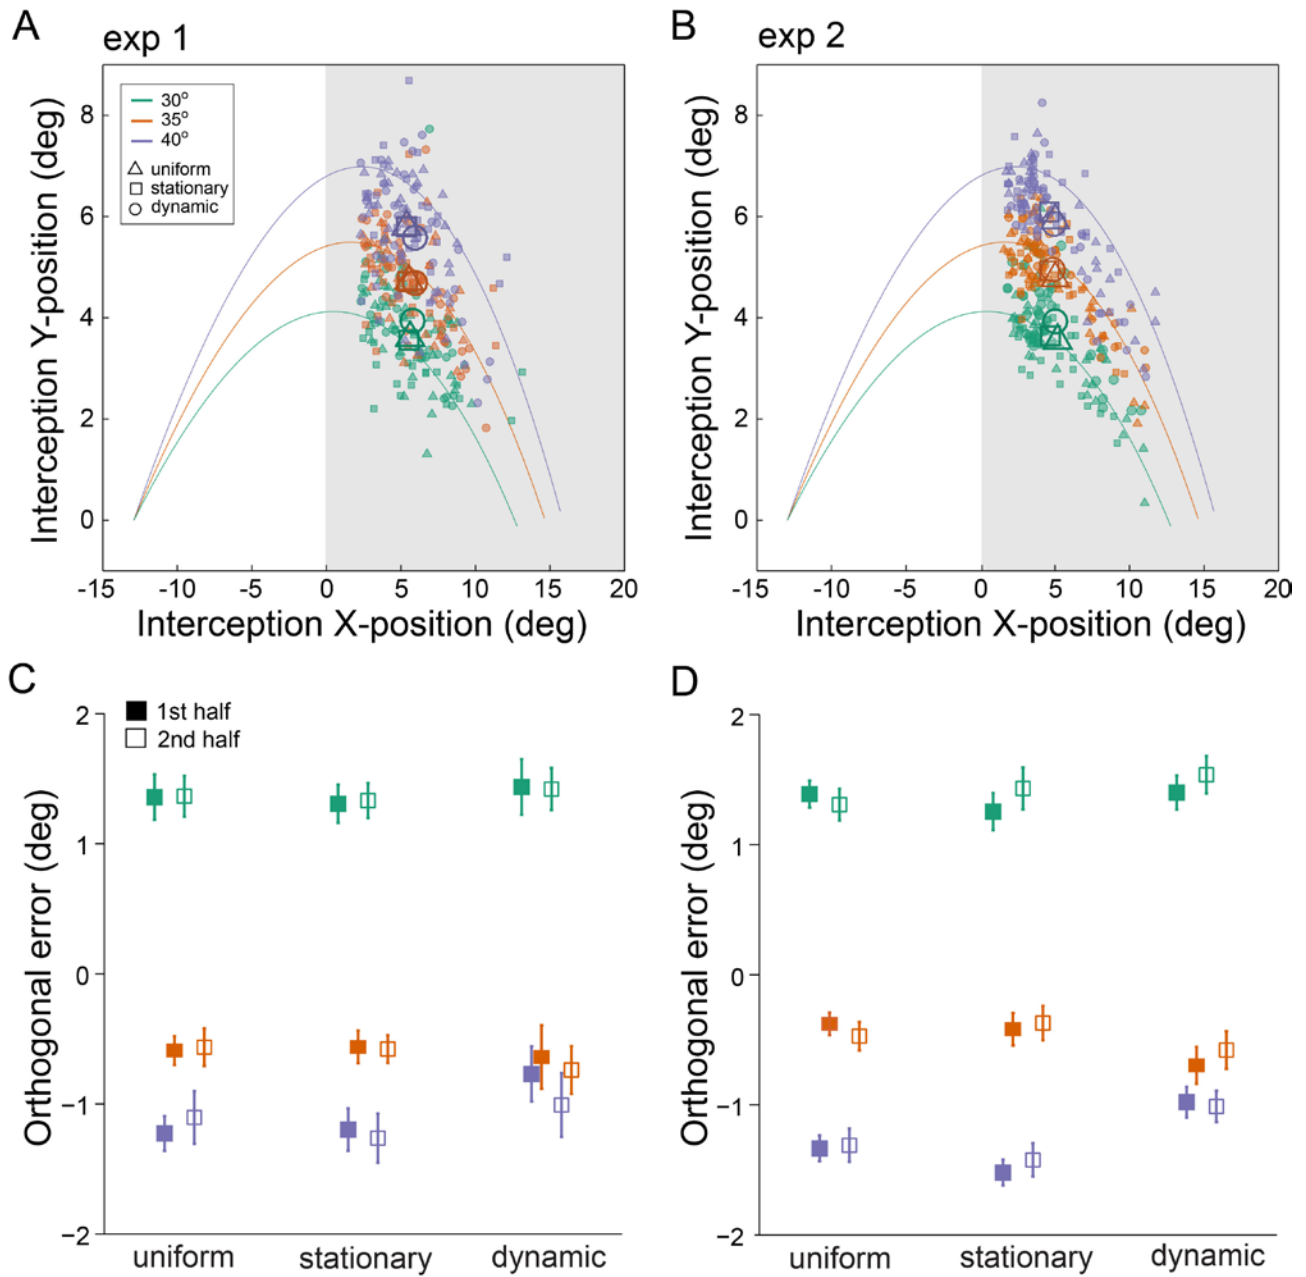 A
exp 1
Interception Y-position (deg)
8
6
4
2
0
30°
35°
40°
uniform
stationary
dynamic
-15 -10 -5 0 5 10 15 20
Interception X-position (deg)
B
exp 2
Interception Y-position (deg)
8
6
4
2
0
-15 -10 -5 0 5 10 15 20
Interception X-position (deg)
C
1st half
2nd half
Orthogonal error (deg)
2
1
0
−1
−2
uniform stationary dynamic
D
Orthogonal error (deg)
2
1
0
−1
−2
uniform stationary dynamic